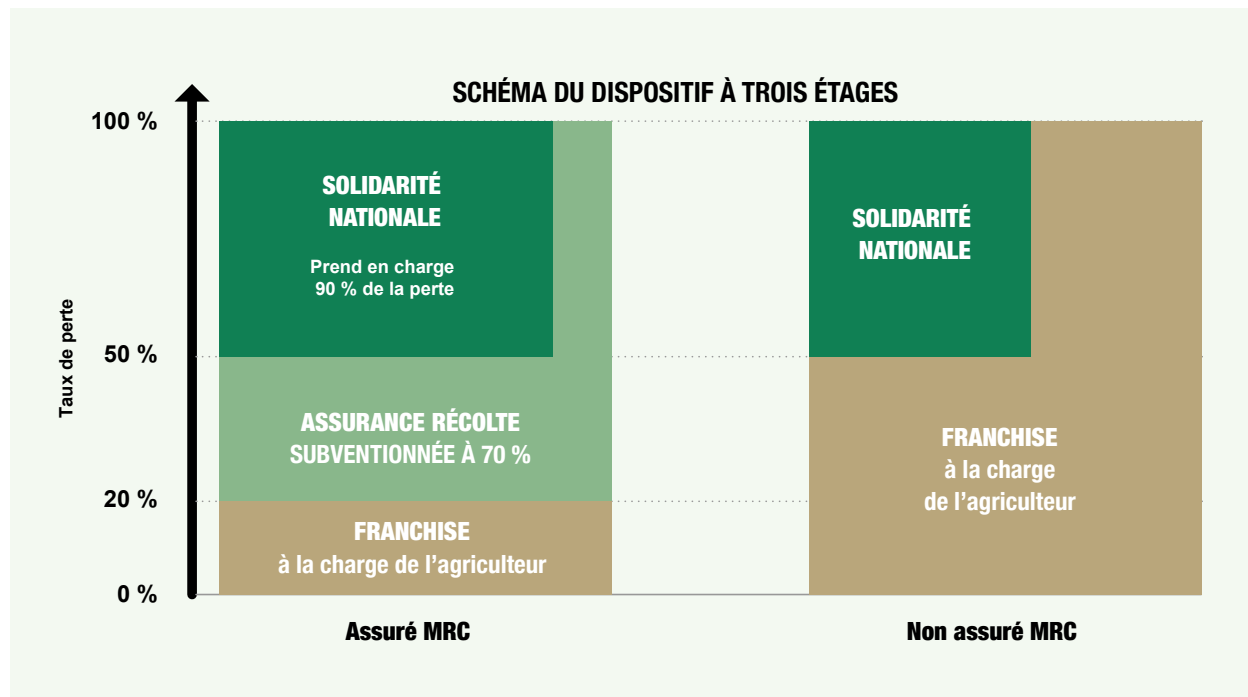 SCHÉMA DU DISPOSITIF À TROIS ÉTAGES
Taux de perte
100 %
50 %
20 %
0 %
SOLIDARITÉ
NATIONALE
Prend en charge
90 % de la perte
ASSURANCE RÉCOLTE
SUBVENTIONNÉE À 70 %
FRANCHISE
à la charge de l’agriculteur
Assuré MRC
SOLIDARITÉ
NATIONALE
FRANCHISE
à la charge
de l’agriculteur
Non assuré MRC